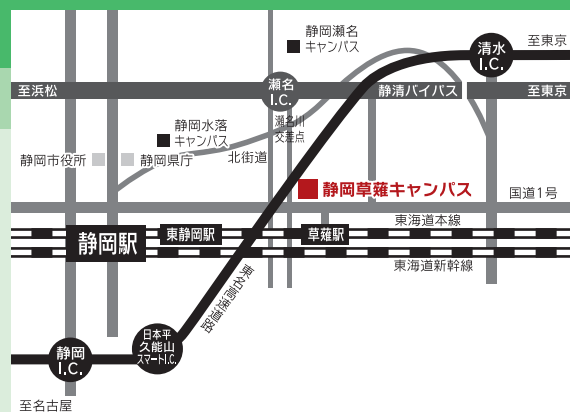 静岡瀬名
キャンパス
清水
I.C.
至東京
至浜松
瀬名
I.C.
静清バイパス
至東京
静岡水落
キャンパス
瀬名川
交差点
静岡市役所
静岡県庁
北街道
静岡草薙キャンパス
国道1号
東海道本線
静岡駅
東静岡駅
草薙駅
東海道新幹線
東名高速道路
日本平
久能山
スマートI.C.
静岡
I.C.
至名古屋